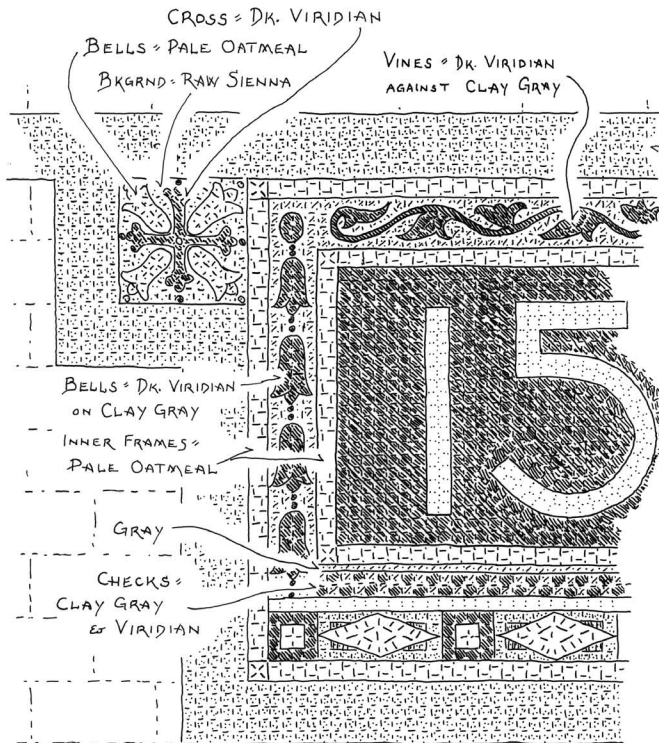 CROSS = DK. VIRIDIAN
BELLS = PALE OATMEAL
BKGRND = RAW SIENNA
VINES = DK. VIRIDIAN
AGAINST CLAY GRAY
15
BELLS = DK. VIRIDIAN
ON CLAY GRAY
INNER FRAMES =
PALE OATMEAL
GRAY
CHECKS =
CLAY GRAY
& VIRIDIAN